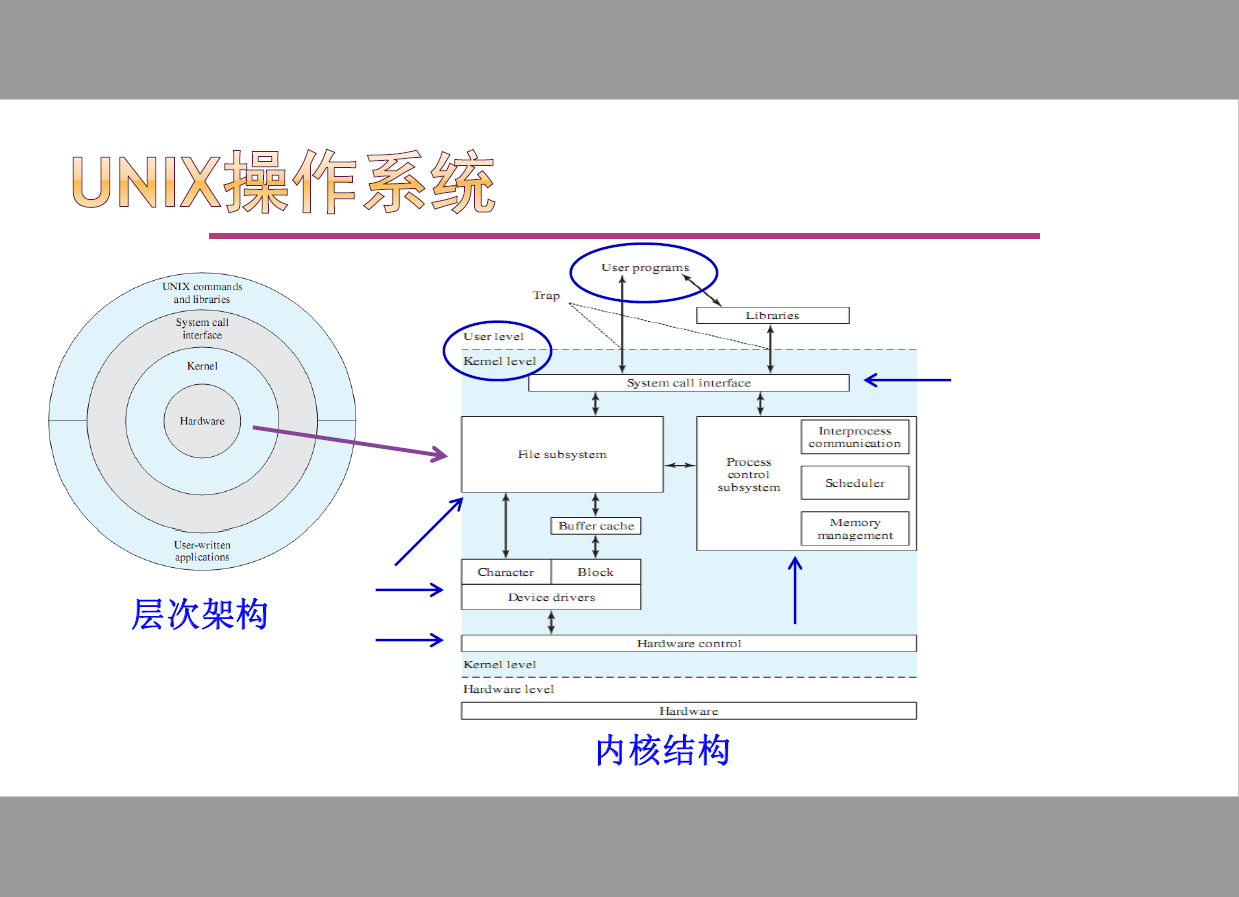 UNIX操作系统
UNIX commands
and libraries
System call
interface
Kernel
Hardware
User-written
applications
层次架构
User programs
Trap
Libraries
User level
Kernel level
System call interface
File subsystem
Process
control
subsystem
Interprocess
communication
Scheduler
Memory
management
Buffer cache
Character
Block
Device drivers
Hardware control
Kernel level
Hardware level
Hardware
内核结构